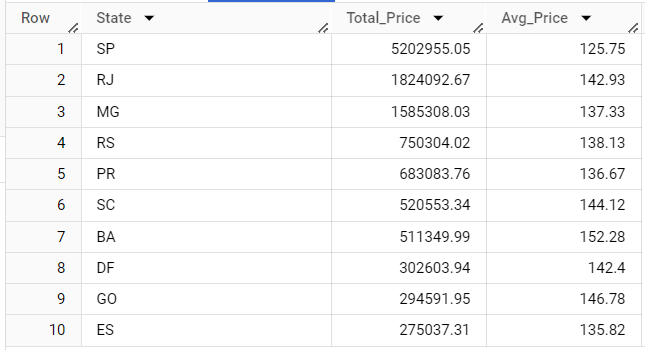 Row State Total_Price Avg_Price
1 SP 5202955.05 125.75
2 RJ 1824092.67 142.93
3 MG 1585308.03 137.33
4 RS 750304.02 138.13
5 PR 683083.76 136.67
6 SC 520553.34 144.12
7 BA 511349.99 152.28
8 DF 302603.94 142.4
9 GO 294591.95 146.78
10 ES 275037.31 135.82